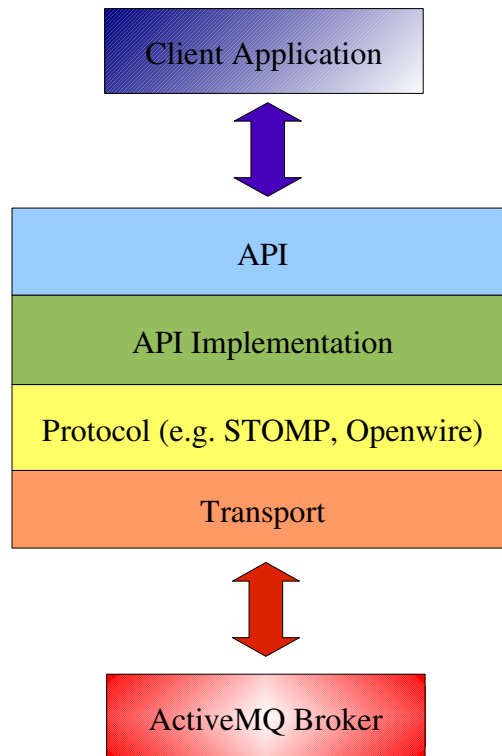 Client Application
API
API Implementation
Protocol (e.g. STOMP, Openwire)
Transport
ActiveMQ Broker